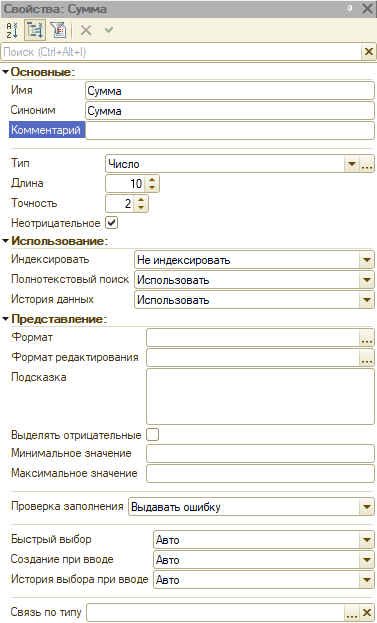 Свойства: Сумма
Поиск (Ctrl+Alt+I)
Основные:
Имя Сумма
Синоним Сумма
Комментарий
Тип Число
Длина 10
Точность 2
Неотрицательное
Использование:
Индексировать Не индексировать
Полнотекстовый поиск Использовать
История данных Использовать
Представление:
Формат
Формат редактирования
Подсказка
Выделять отрицательные
Минимальное значение
Максимальное значение
Проверка заполнения Выдавать ошибку
Быстрый выбор Авто
Создание при вводе Авто
История выбора при вводе Авто
Связь по типу